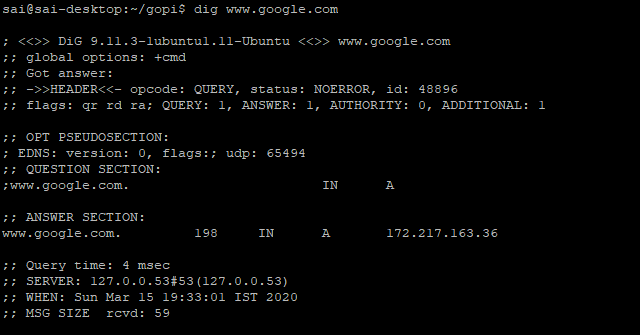 sai@sai-desktop:~/gopi$ dig www.google.com
; <<>> DiG 9.11.3-1ubuntu1.11-Ubuntu <<>> www.google.com
;; global options: +cmd
;; Got answer:
;; ->>HEADER<<- opcode: QUERY, status: NOERROR, id: 48896
;; flags: qr rd ra; QUERY: 1, ANSWER: 1, AUTHORITY: 0, ADDITIONAL: 1
;; OPT PSEUDOSECTION:
; EDNS: version: 0, flags:; udp: 65494
;; QUESTION SECTION:
;www.google.com. IN A
;; ANSWER SECTION:
www.google.com. 198 IN A 172.217.163.36
;; Query time: 4 msec
;; SERVER: 127.0.0.53#53(127.0.0.53)
;; WHEN: Sun Mar 15 19:33:01 IST 2020
;; MSG SIZE rcvd: 59